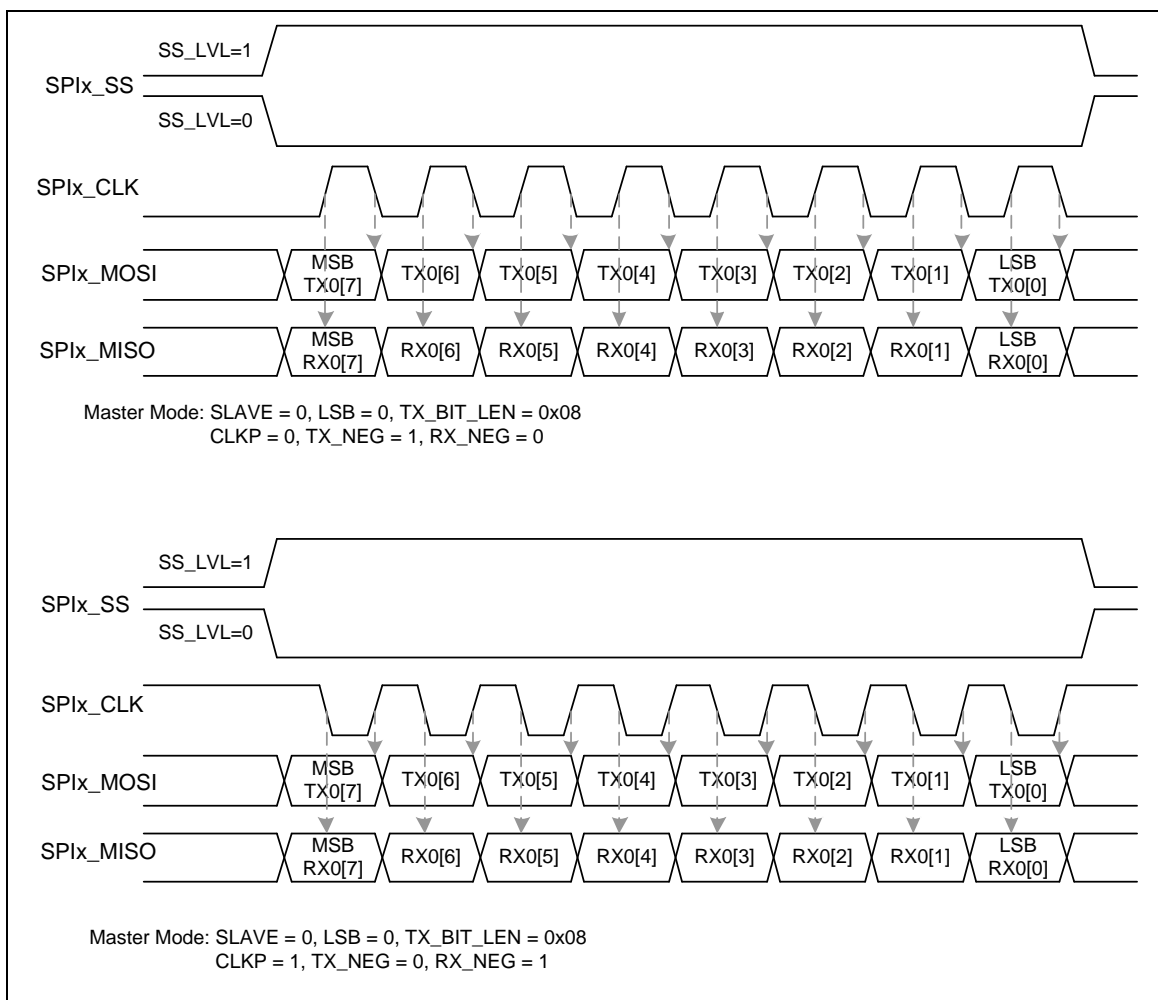 SS_LVL=1
SPIx_SS
SS_LVL=0
SPIx_CLK
SPIx_MOSI
MSB TX0[7] TX0[6] TX0[5] TX0[4] TX0[3] TX0[2] TX0[1] LSB TX0[0]
SPIx_MISO
MSB RX0[7] RX0[6] RX0[5] RX0[4] RX0[3] RX0[2] RX0[1] LSB RX0[0]
Master Mode: SLAVE = 0, LSB = 0, TX_BIT_LEN = 0x08
CLKP = 0, TX_NEG = 1, RX_NEG = 0
SS_LVL=1
SPIx_SS
SS_LVL=0
SPIx_CLK
SPIx_MOSI
MSB TX0[7] TX0[6] TX0[5] TX0[4] TX0[3] TX0[2] TX0[1] LSB TX0[0]
SPIx_MISO
MSB RX0[7] RX0[6] RX0[5] RX0[4] RX0[3] RX0[2] RX0[1] LSB RX0[0]
Master Mode: SLAVE = 0, LSB = 0, TX_BIT_LEN = 0x08
CLKP = 1, TX_NEG = 0, RX_NEG = 1